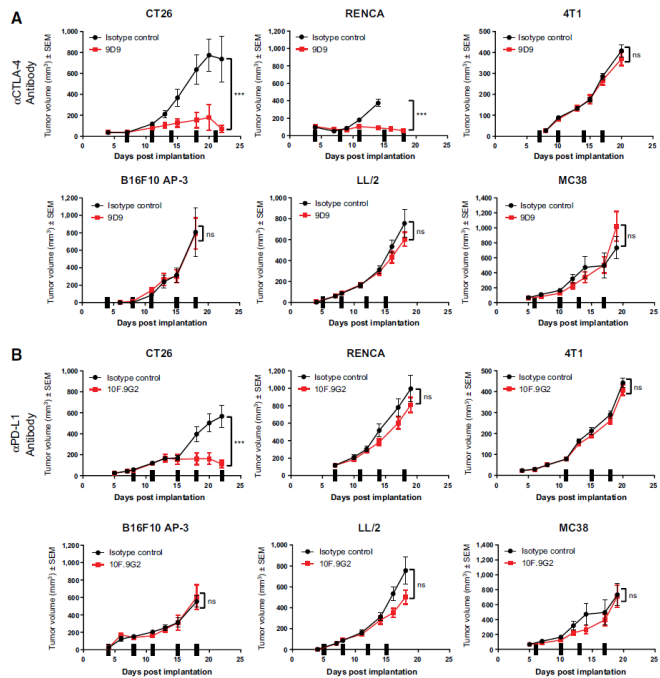 A
αCTLA-4
Antibody
CT26
Tumor volume (mm³) ± SEM
1,000
800
600
400
200
0
Isotype control
9D9
***
0 5 10 15 20 25
Days post implantation
RENCA
Tumor volume (mm³) ± SEM
1,000
800
600
400
200
0
Isotype control
9D9
***
0 5 10 15 20 25
Days post implantation
4T1
Tumor volume (mm³) ± SEM
500
400
300
200
100
0
Isotype control
9D9
ns
0 5 10 15 20 25
Days post implantation
B16F10 AP-3
Tumor volume (mm³) ± SEM
1,200
1,000
800
600
400
200
0
Isotype control
9D9
ns
0 5 10 15 20 25
Days post implantation
LL/2
Tumor volume (mm³) ± SEM
1,000
800
600
400
200
0
Isotype control
9D9
ns
0 5 10 15 20 25
Days post implantation
MC38
Tumor volume (mm³) ± SEM
1,200
1,000
800
600
400
200
0
Isotype control
9D9
ns
0 5 10 15 20 25
Days post implantation
B
αPD-L1
Antibody
CT26
Tumor volume (mm³) ± SEM
1,000
800
600
400
200
0
Isotype control
10F.9G2
***
0 5 10 15 20 25
Days post implantation
RENCA
Tumor volume (mm³) ± SEM
1,200
1,000
800
600
400
200
0
Isotype control
10F.9G2
ns
0 5 10 15 20 25
Days post implantation
4T1
Tumor volume (mm³) ± SEM
500
400
300
200
100
0
Isotype control
10F.9G2
ns
0 5 10 15 20 25
Days post implantation
B16F10 AP-3
Tumor volume (mm³) ± SEM
1,000
800
600
400
200
0
Isotype control
10F.9G2
ns
0 5 10 15 20 25
Days post implantation
LL/2
Tumor volume (mm³) ± SEM
1,000
800
600
400
200
0
Isotype control
10F.9G2
ns
0 5 10 15 20 25
Days post implantation
MC38
Tumor volume (mm³) ± SEM
1,200
1,000
800
600
400
200
0
Isotype control
10F.9G2
ns
0 5 10 15 20 25
Days post implantation